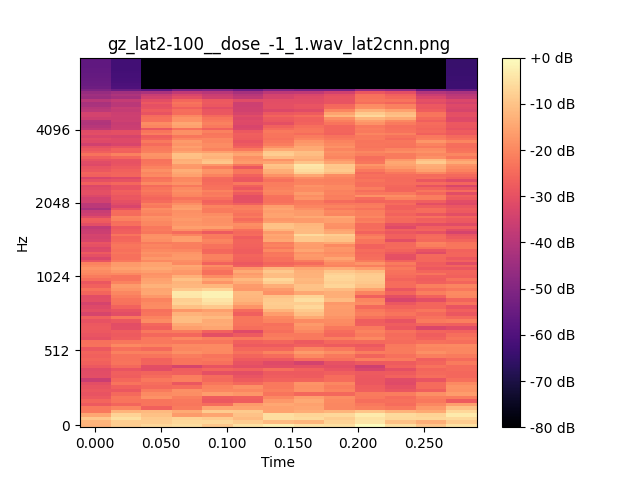 gz_lat2-100__dose_-1_1.wav_lat2cnn.png
Hz
4096
2048
1024
512
0
0.000 0.050 0.100 0.150 0.200 0.250
Time
+0 dB
-10 dB
-20 dB
-30 dB
-40 dB
-50 dB
-60 dB
-70 dB
-80 dB